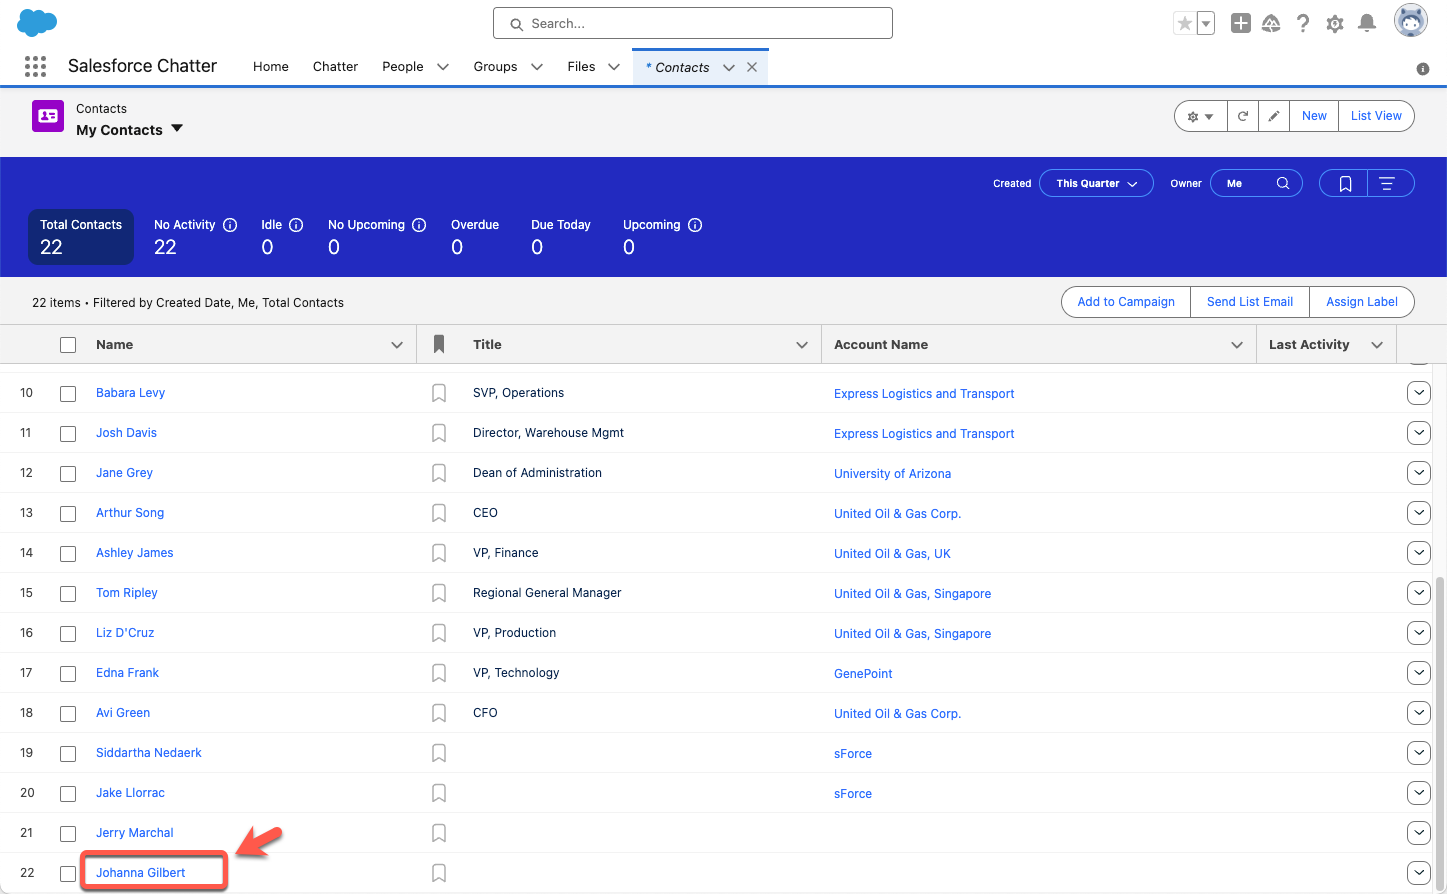 Search...
Salesforce Chatter Home Chatter People Groups Files * Contacts
Contacts
My Contacts
New List View
Created This Quarter Owner Me
Total Contacts No Activity Idle No Upcoming Overdue Due Today Upcoming
22 22 0 0 0 0 0
22 items • Filtered by Created Date, Me, Total Contacts
Add to Campaign Send List Email Assign Label
Name Title Account Name Last Activity
10 Babara Levy SVP, Operations Express Logistics and Transport
11 Josh Davis Director, Warehouse Mgmt Express Logistics and Transport
12 Jane Grey Dean of Administration University of Arizona
13 Arthur Song CEO United Oil & Gas Corp.
14 Ashley James VP, Finance United Oil & Gas, UK
15 Tom Ripley Regional General Manager United Oil & Gas, Singapore
16 Liz D'Cruz VP, Production United Oil & Gas, Singapore
17 Edna Frank VP, Technology GenePoint
18 Avi Green CFO United Oil & Gas Corp.
19 Siddartha Nedaerk sForce
20 Jake Llorrac sForce
21 Jerry Marchal
22 Johanna Gilbert